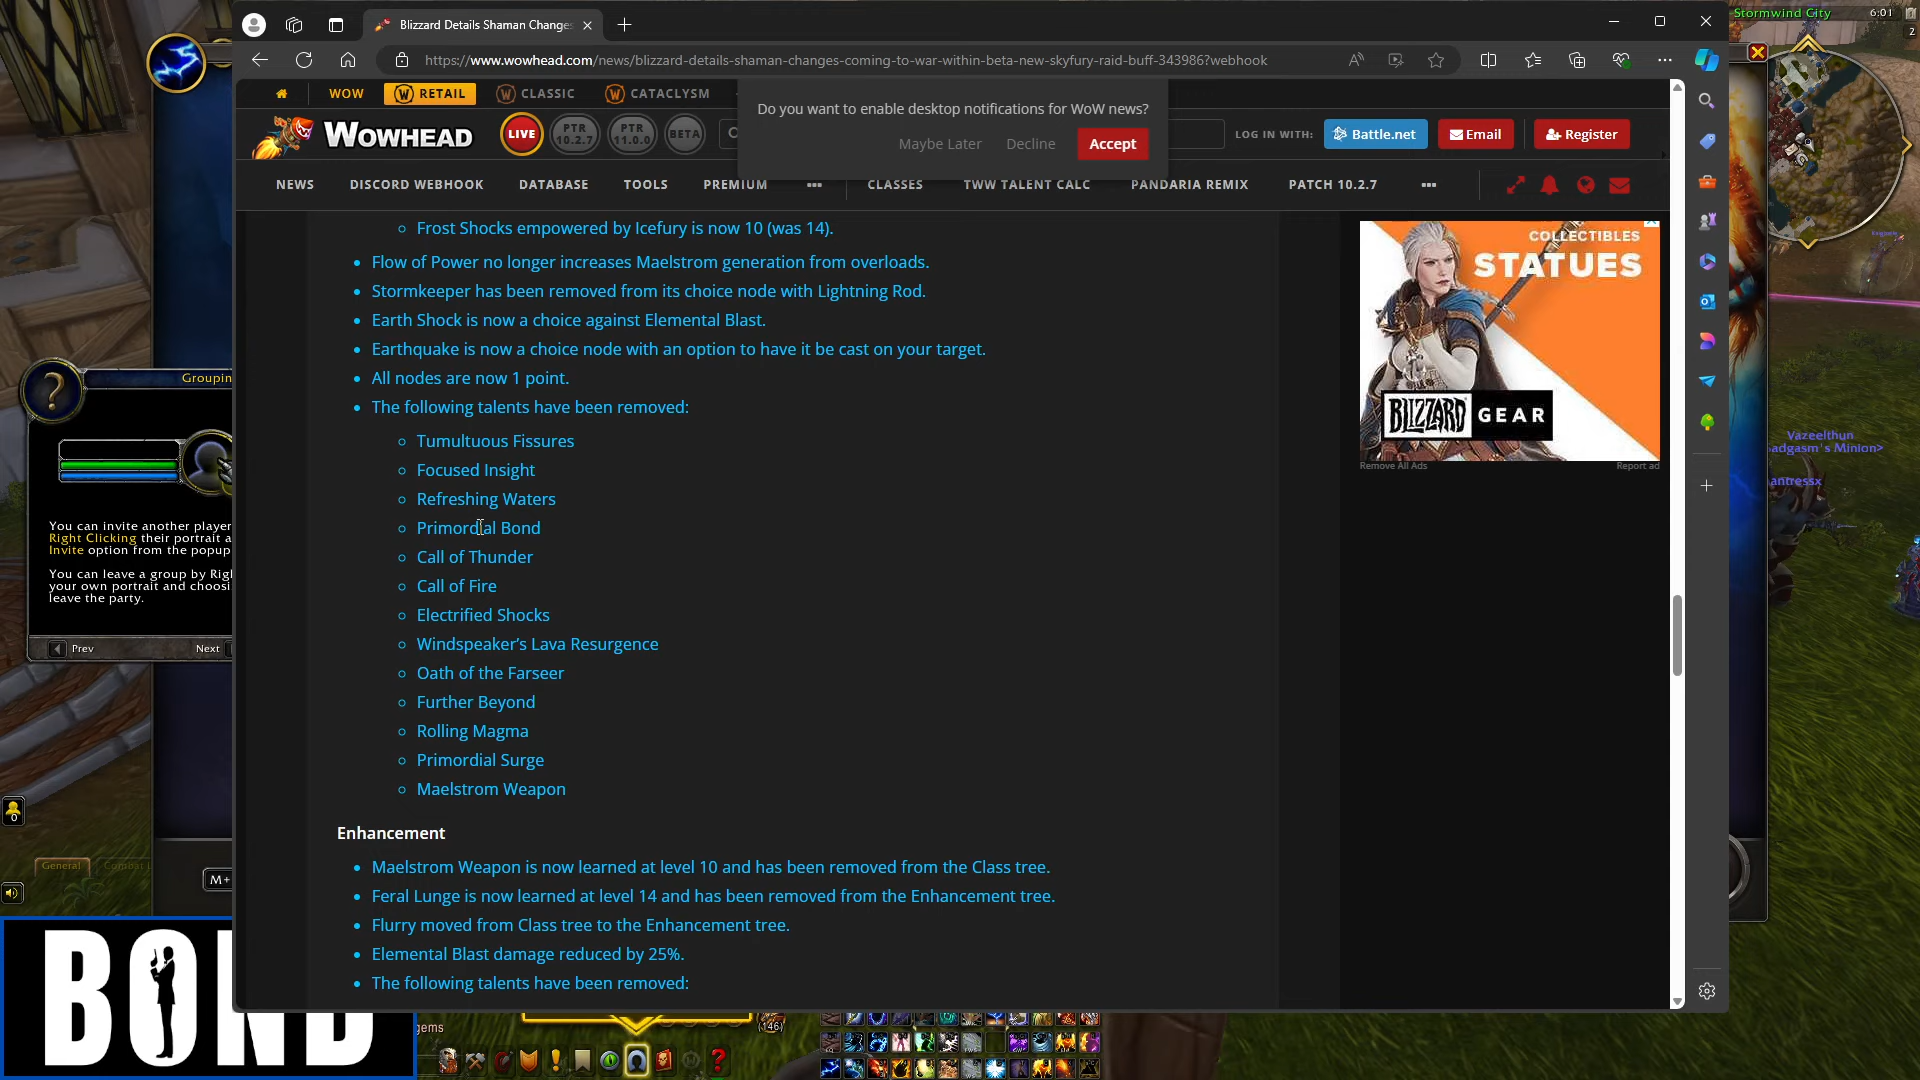 Blizzard Details Shaman Changes
Stormwind City
6:01
2
https://www.wowhead.com/news/blizzard-details-shaman-changes-coming-to-war-within-beta-new-skyfury-raid-buff-343986?webhook
WOW
RETAIL
CLASSIC
CATACLYSM
Do you want to enable desktop notifications for WoW news?
Maybe Later
Decline
Accept
WOWHEAD
LIVE
PTR 10.2.7
PTR 11.0.0
BETA
LOG IN WITH:
Battle.net
Email
Register
NEWS
DISCORD WEBHOOK
DATABASE
TOOLS
PREMIUM
CLASSES
TWW TALENT CALC
PANDARIA REMIX
PATCH 10.2.7
Frost Shocks empowered by Icefury is now 10 (was 14).
Flow of Power no longer increases Maelstrom generation from overloads.
Stormkeeper has been removed from its choice node with Lightning Rod.
Earth Shock is now a choice against Elemental Blast.
Earthquake is now a choice node with an option to have it be cast on your target.
All nodes are now 1 point.
The following talents have been removed:
Tumultuous Fissures
Focused Insight
Refreshing Waters
Primordial Bond
Call of Thunder
Call of Fire
Electrified Shocks
Windspeaker’s Lava Resurgence
Oath of the Farseer
Further Beyond
Rolling Magma
Primordial Surge
Maelstrom Weapon
Enhancement
Maelstrom Weapon is now learned at level 10 and has been removed from the Class tree.
Feral Lunge is now learned at level 14 and has been removed from the Enhancement tree.
Flurry moved from Class tree to the Enhancement tree.
Elemental Blast damage reduced by 25%.
The following talents have been removed:
COLLECTIBLES
STATUES
BLIZZARD GEAR
Remove All Ads
Report ad
Vazeelthun
adgasm's Minion>
antressx
Groupin
You can invite another player
Right Clicking their portrait a
Invite option from the popup
You can leave a group by Rig
your own portrait and choosi
leave the party.
Prev
Next
General
M+
0
BOND
gems
(146)